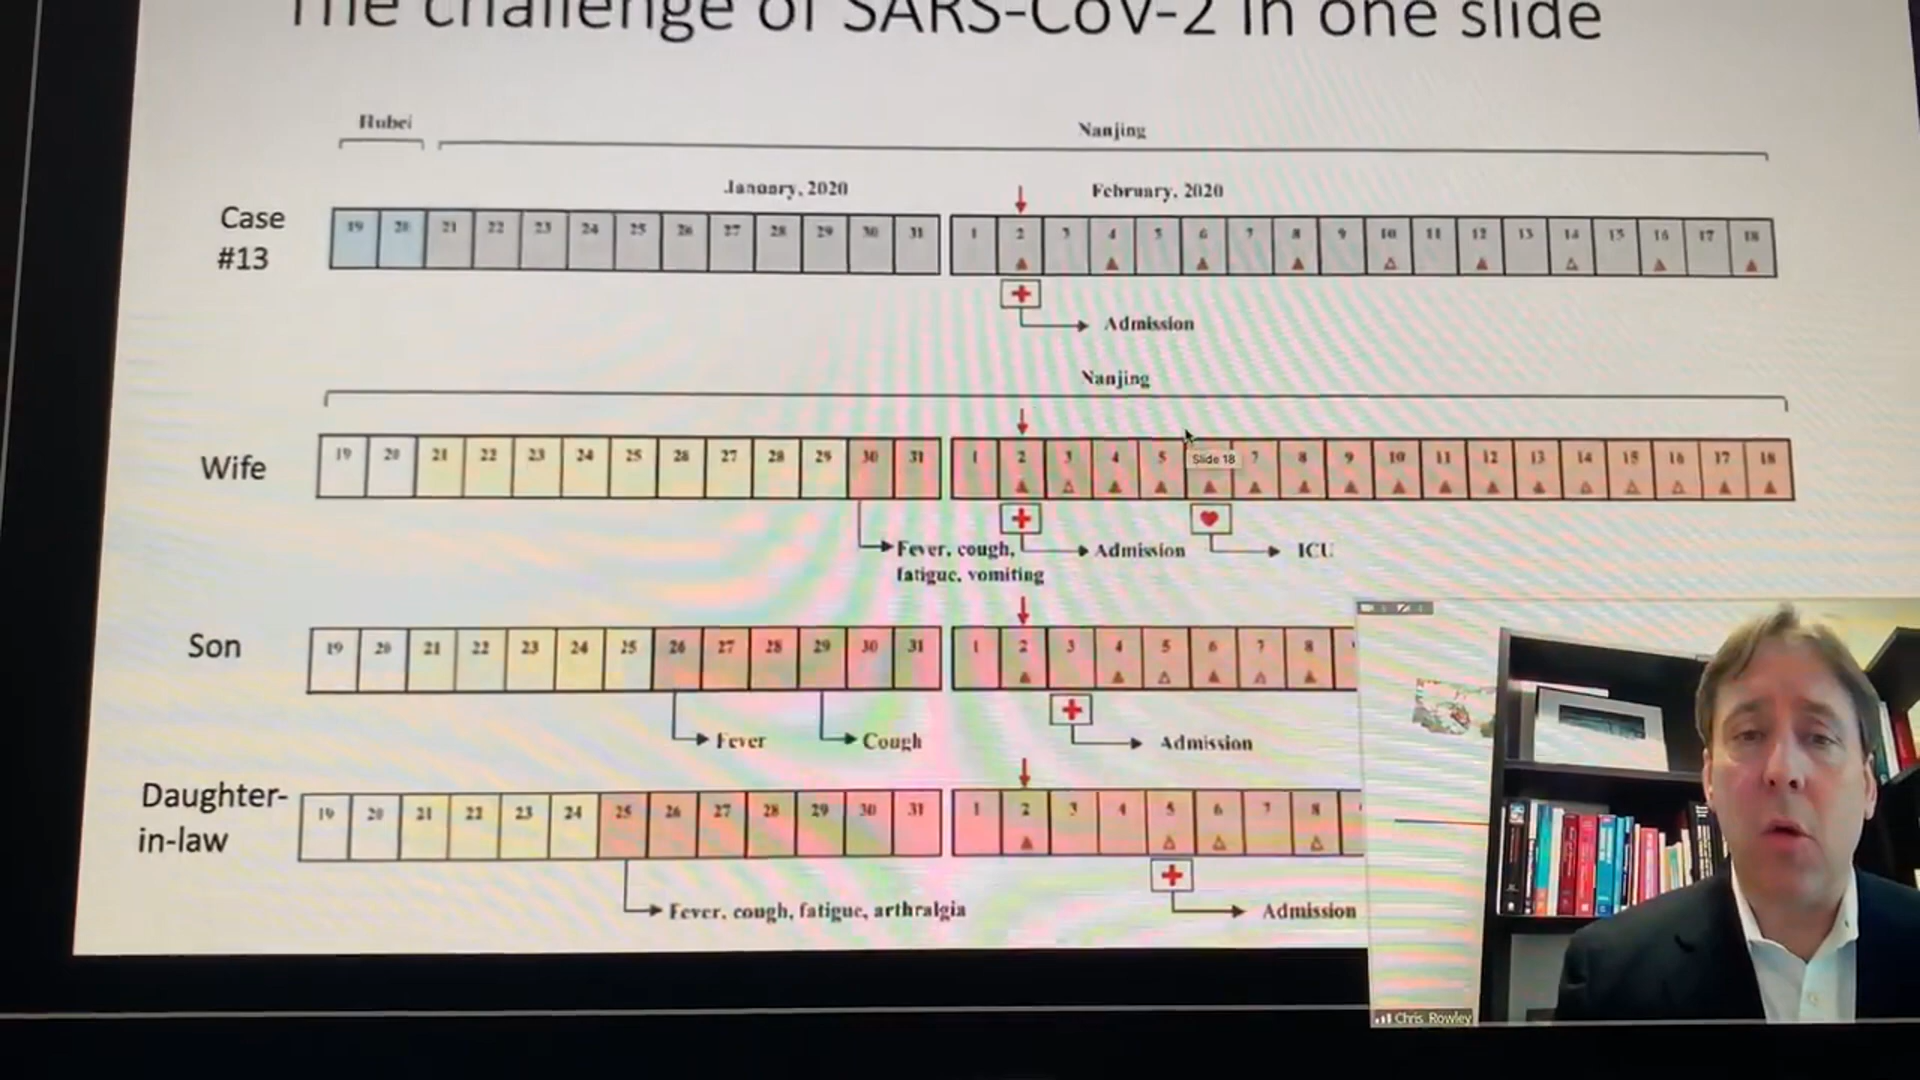 The challenge of SARS-CoV-2 in one slide
Hubei
Nanjing
January, 2020
February, 2020
Case
#13
19 20 21 22 23 24 25 26 27 28 29 30 31 1 2 3 4 5 6 7 8 9 10 11 12 13 14 15 16 17 18
Admission
Nanjing
Wife
19 20 21 22 23 24 25 26 27 28 29 30 31 1 2 3 4 5 Slide 18 7 8 9 10 11 12 13 14 15 16 17 18
Fever, cough,
fatigue, vomiting
Admission
ICU
Son
19 20 21 22 23 24 25 26 27 28 29 30 31 1 2 3 4 5 6 7 8
Fever
Cough
Admission
Daughter-
in-law
19 20 21 22 23 24 25 26 27 28 29 30 31 1 2 3 4 5 6 7 8
Fever, cough, fatigue, arthralgia
Admission
Chris Rowley